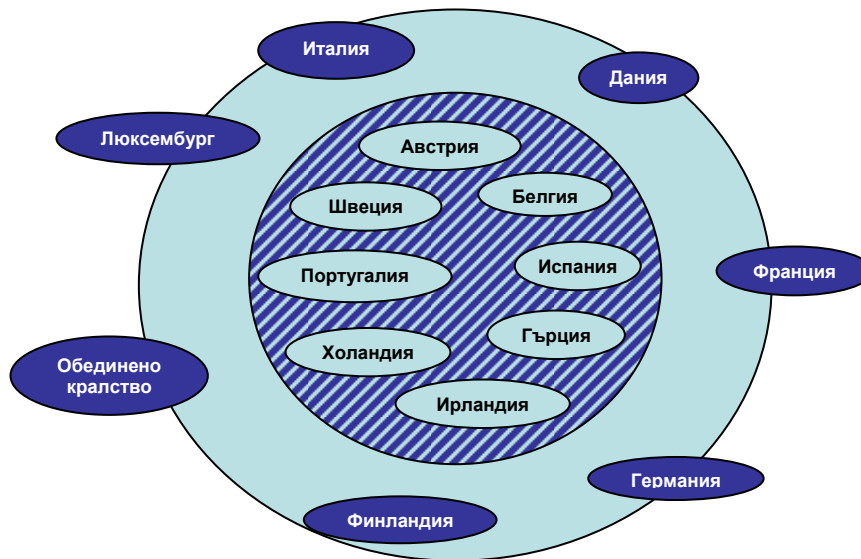 Италия
Дания
Люксембург
Австрия
Белгия
Швеция
Португалия
Испания
Франция
Гърция
Холандия
Обединено
кралство
Ирландия
Германия
Финландия